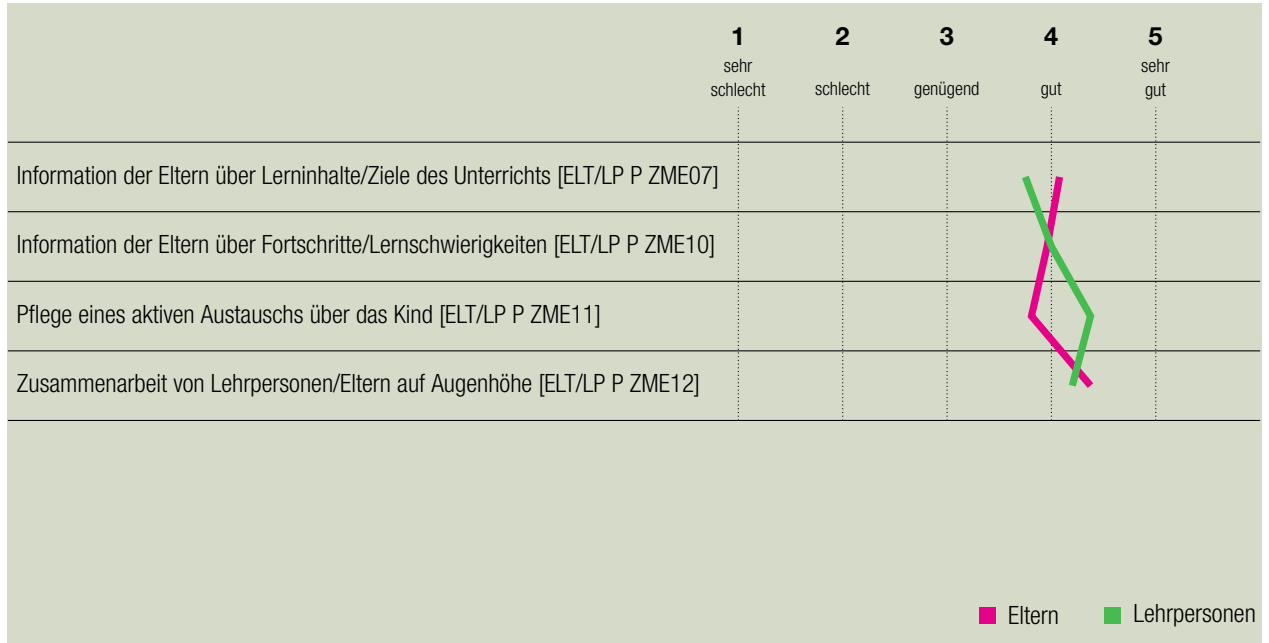 1 2 3 4 5
sehr schlecht schlecht genügend gut sehr gut
Information der Eltern über Lerninhalte/Ziele des Unterrichts [ELT/LP P ZME07]
Information der Eltern über Fortschritte/Lernschwierigkeiten [ELT/LP P ZME10]
Pflege eines aktiven Austauschs über das Kind [ELT/LP P ZME11]
Zusammenarbeit von Lehrpersonen/Eltern auf Augenhöhe [ELT/LP P ZME12]
Eltern Lehrpersonen